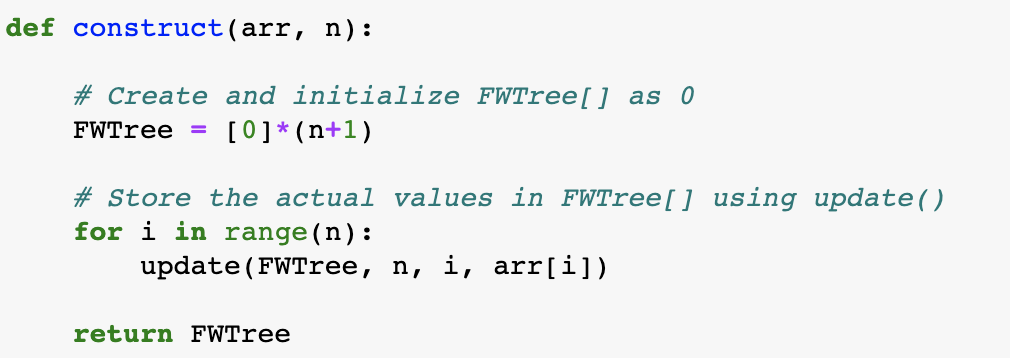 def construct(arr, n):
# Create and initialize FWTree[] as 0
FWTree = [0]*(n+1)
# Store the actual values in FWTree[] using update()
for i in range(n):
update(FWTree, n, i, arr[i])
return FWTree